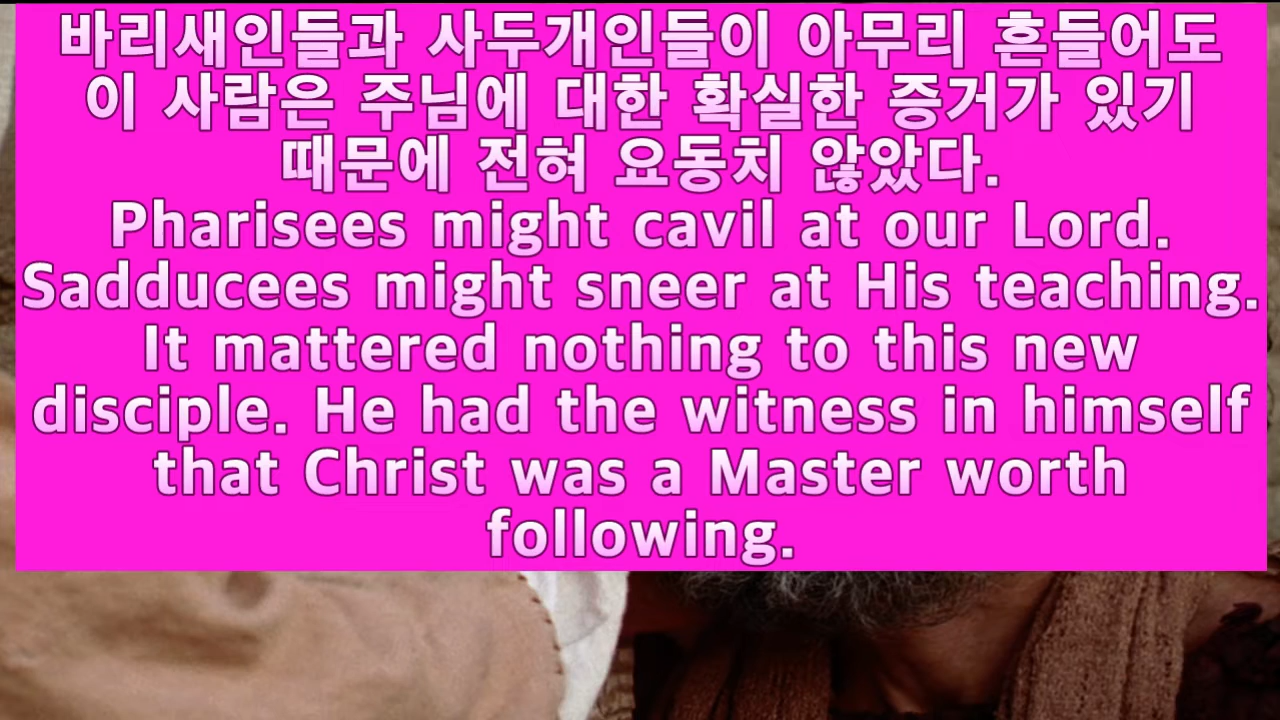 바리새인들과 사두개인들이 아무리 흔들어도
이 사람은 주님에 대한 확실한 증거가 있기
때문에 전혀 요동치 않았다.
Pharisees might cavil at our Lord.
Sadducees might sneer at His teaching.
It mattered nothing to this new
disciple. He had the witness in himself
that Christ was a Master worth
following.